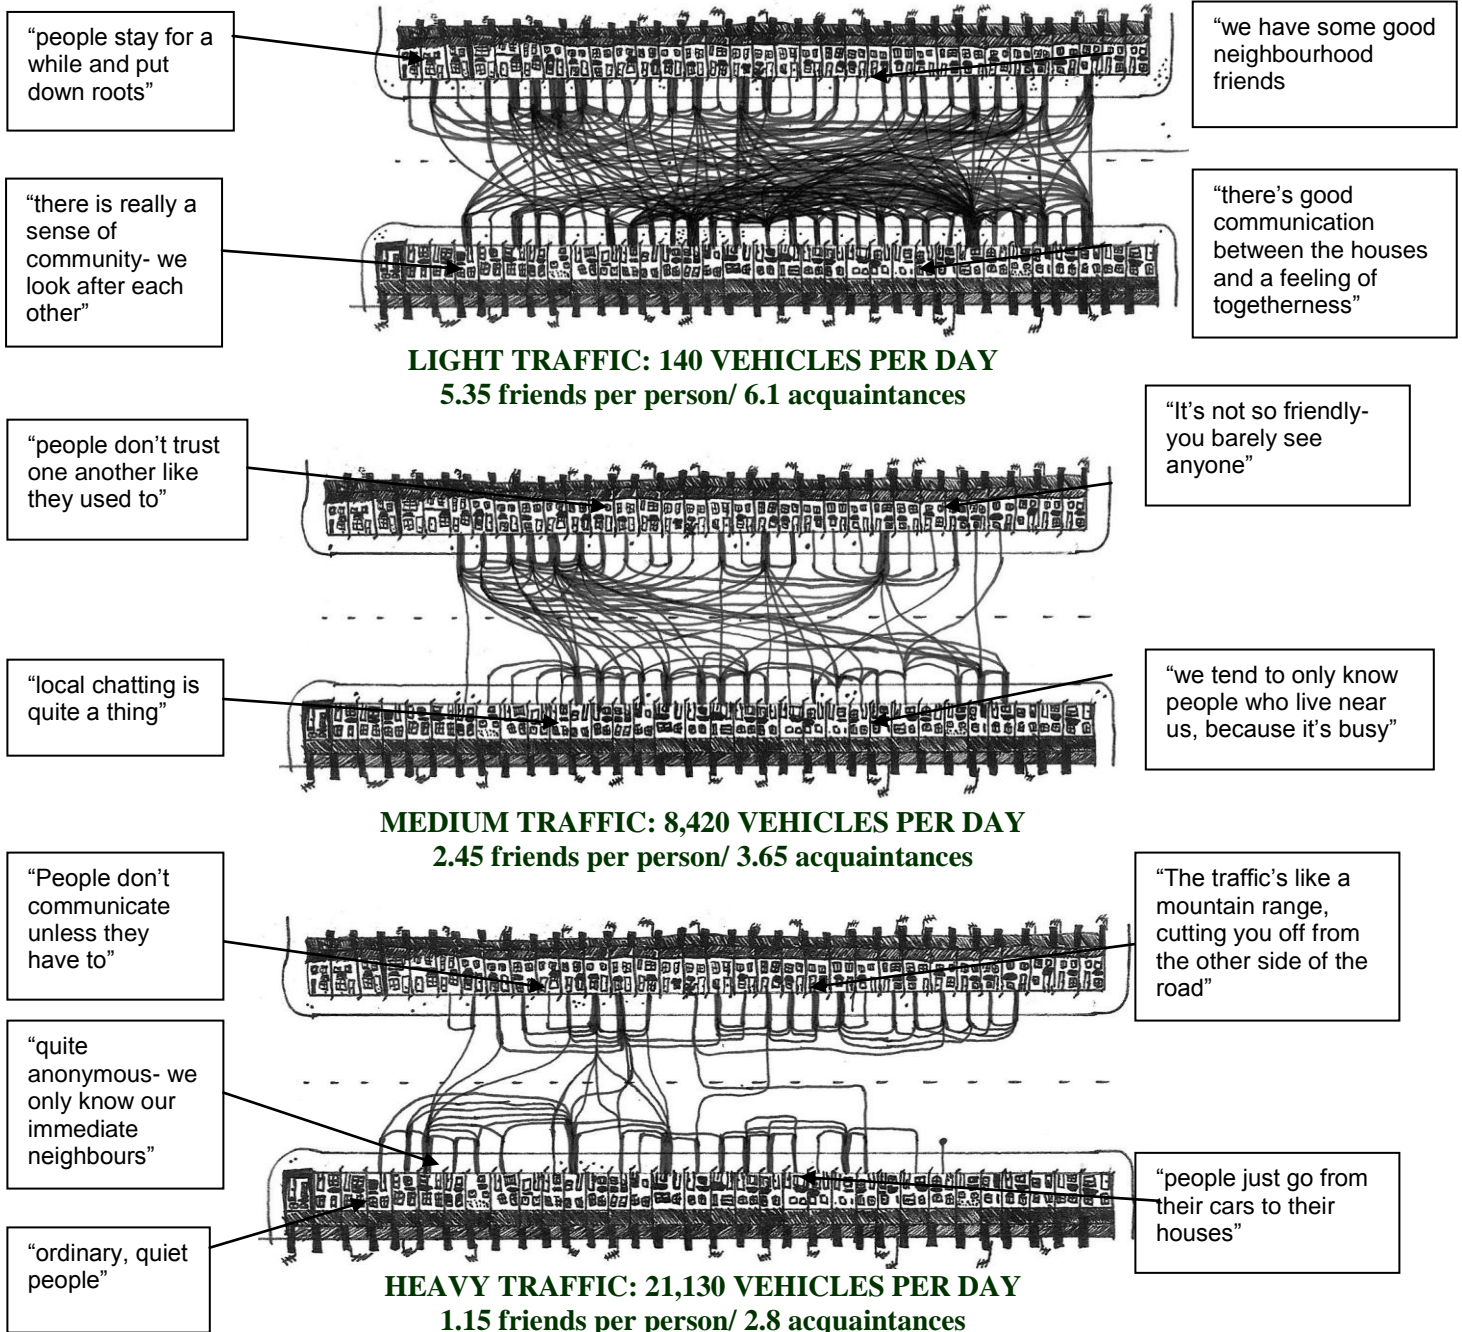 “people stay for a
while and put
down roots”
“we have some good
neighbourhood
friends
“there is really a
sense of
community- we
look after each
other”
“there’s good
communication
between the houses
and a feeling of
togetherness”
LIGHT TRAFFIC: 140 VEHICLES PER DAY
5.35 friends per person/ 6.1 acquaintances
“people don’t trust
one another like
they used to”
“It’s not so friendly-
you barely see
anyone”
“local chatting is
quite a thing”
“we tend to only know
people who live near
us, because it’s busy”
MEDIUM TRAFFIC: 8,420 VEHICLES PER DAY
2.45 friends per person/ 3.65 acquaintances
“People don’t
communicate
unless they
have to”
“The traffic’s like a
mountain range,
cutting you off from
the other side of the
road”
“quite
anonymous- we
only know our
immediate
neighbours”
“people just go from
their cars to their
houses”
“ordinary, quiet
people”
HEAVY TRAFFIC: 21,130 VEHICLES PER DAY
1.15 friends per person/ 2.8 acquaintances